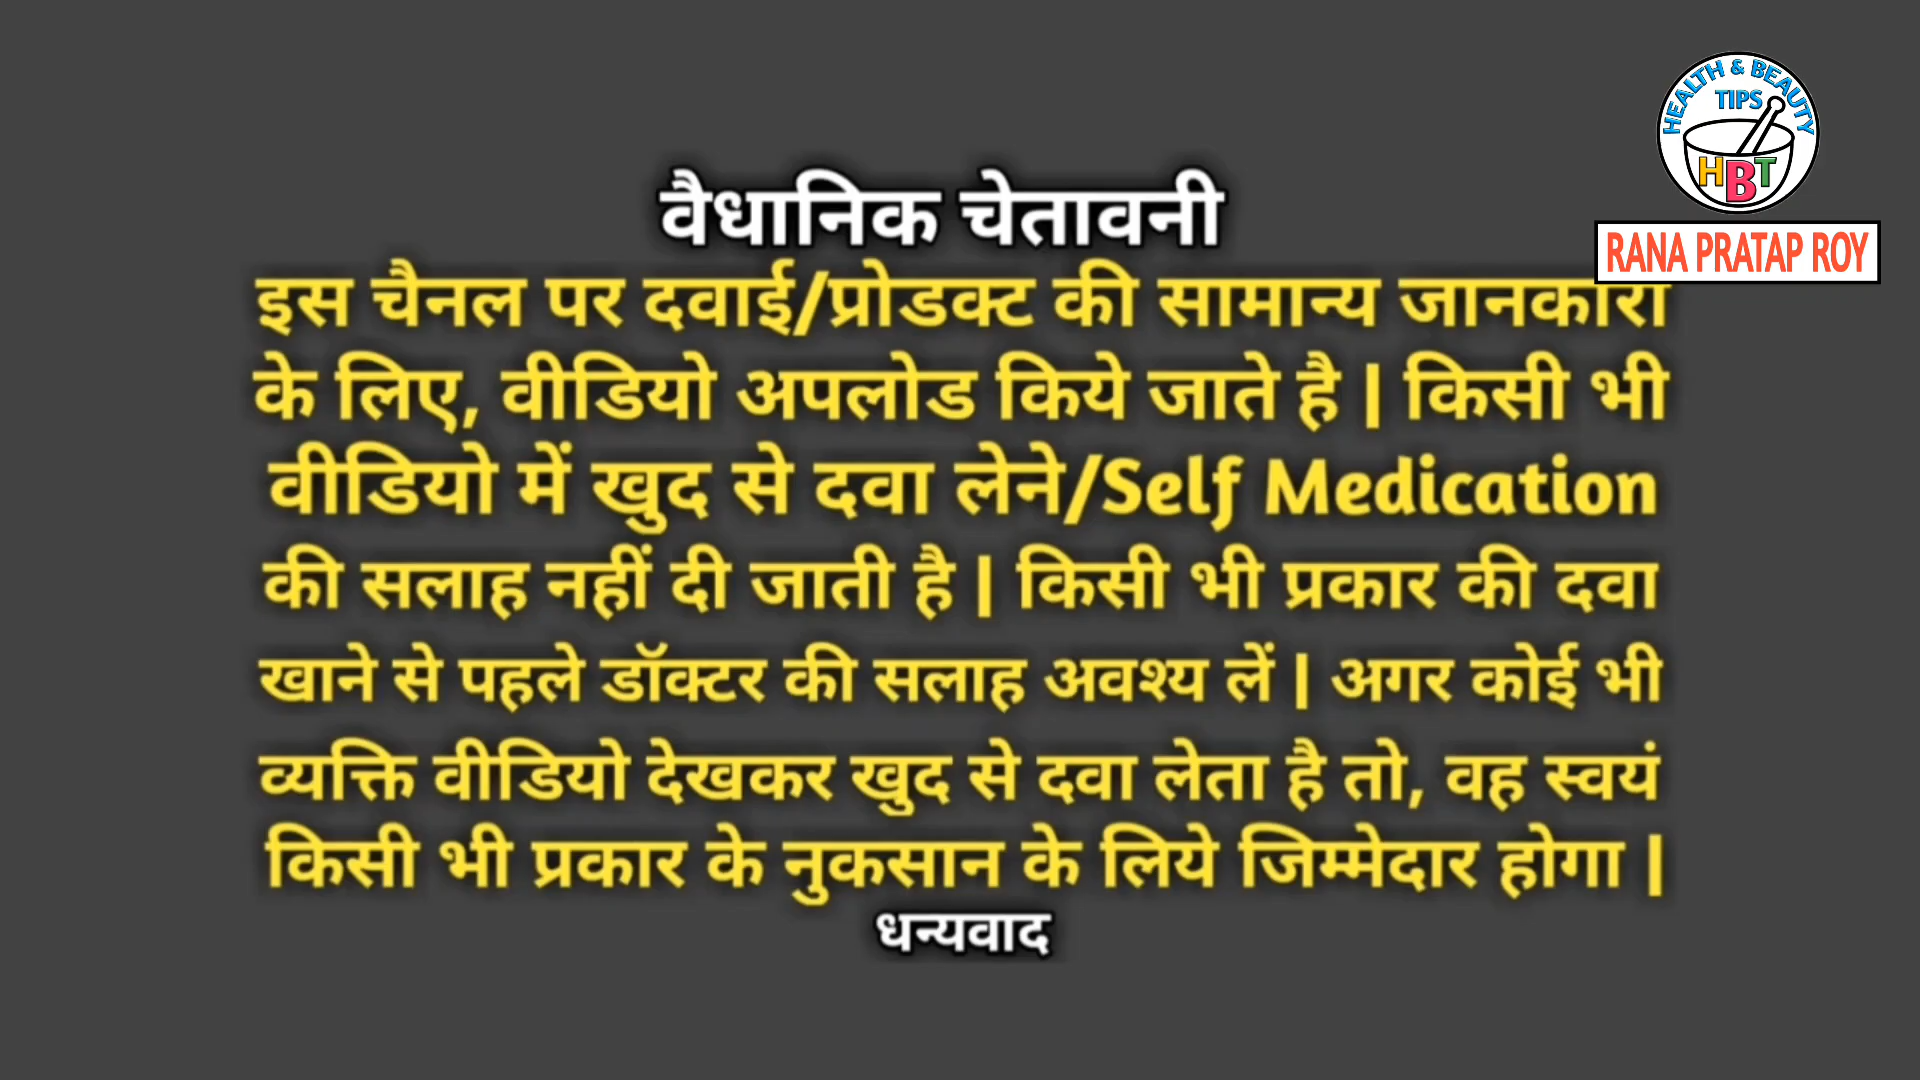 HEALTH & BEAUTY
TIPS
HBT
RANA PRATAP ROY
वैधानिक चेतावनी
इस चैनल पर दवाई/प्रोडक्ट की सामान्य जानकारी
के लिए, वीडियो अपलोड किये जाते है | किसी भी
वीडियो में खुद से दवा लेने/Self Medication
की सलाह नहीं दी जाती है | किसी भी प्रकार की दवा
खाने से पहले डॉक्टर की सलाह अवश्य लें | अगर कोई भी
व्यक्ति वीडियो देखकर खुद से दवा लेता है तो, वह स्वयं
किसी भी प्रकार के नुकसान के लिये जिम्मेदार होगा |
धन्यवाद